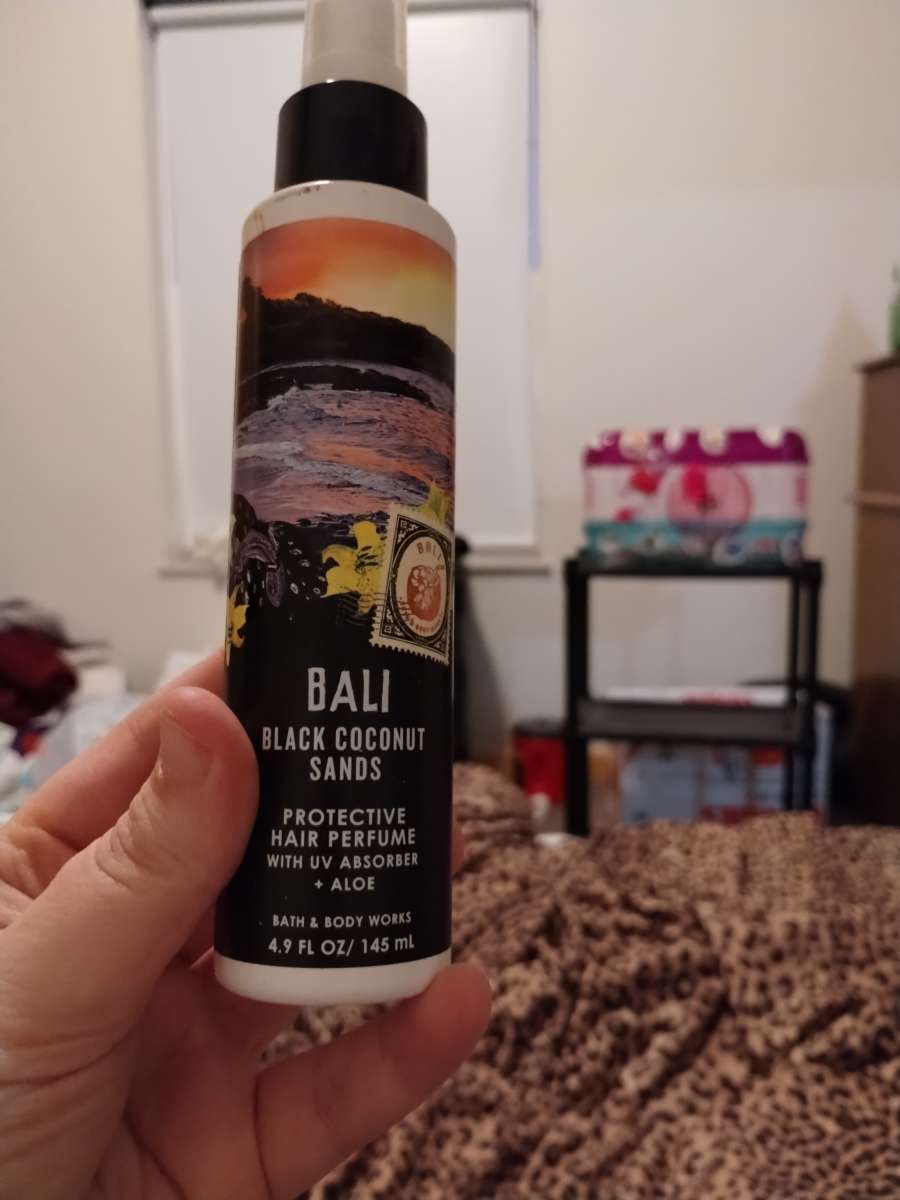 BALI
BALI
BLACK COCONUT
SANDS
PROTECTIVE
HAIR PERFUME
WITH UV ABSORBER
+ ALOE
BATH & BODY WORKS
4.9 FL OZ/ 145 mL